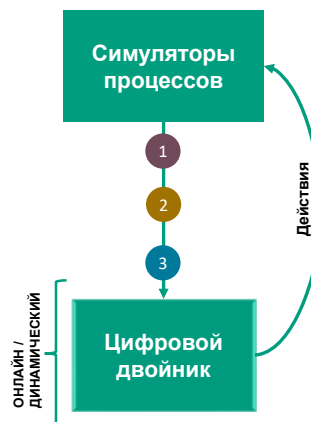 Симуляторы
процессов
1
2
3
Действия
ОНЛАЙН /
ДИНАМИЧЕСКИЙ
Цифровой
двойник